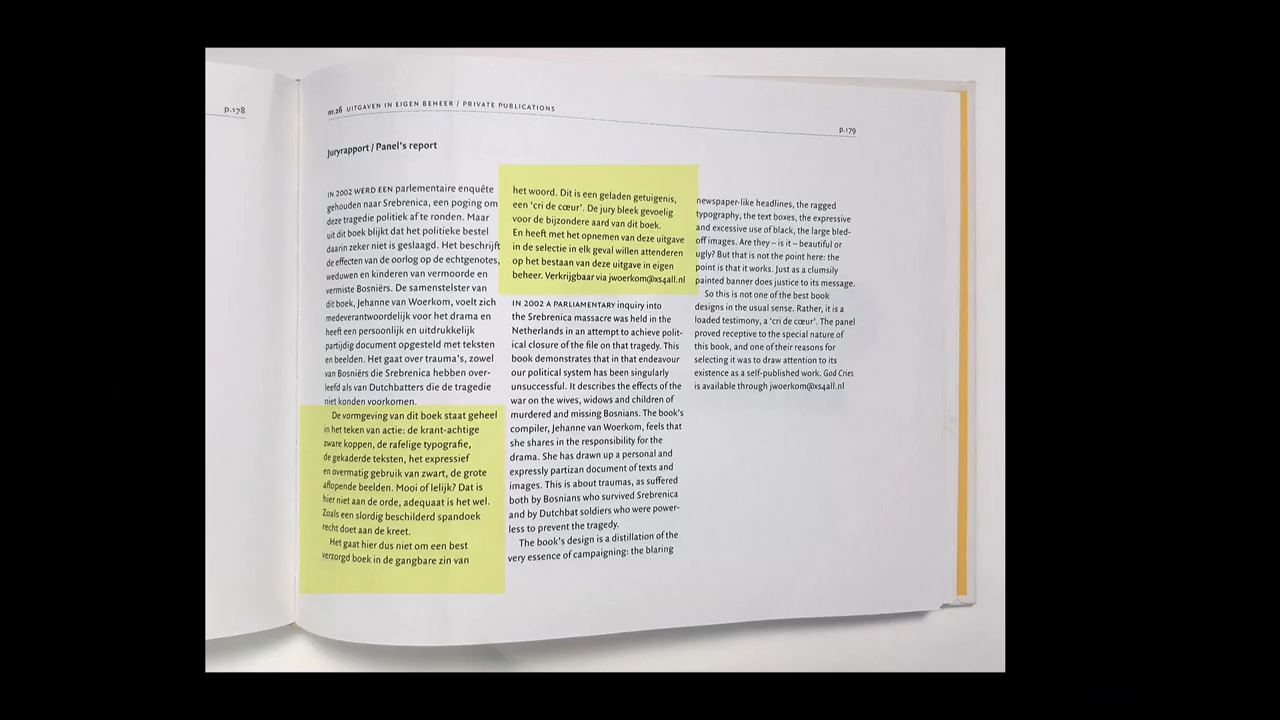 p.178
nr.26 UITGAVEN IN EIGEN BEHEER / PRIVATE PUBLICATIONS
p.179
Juryrapport / Panel's report
IN 2002 WERD EEN parlementaire enquête
gehouden naar Srebrenica, een poging om
deze tragedie politiek af te ronden. Maar
uit dit boek blijkt dat het politieke bestel
daarin zeker niet is geslaagd. Het beschrijft
de effecten van de oorlog op de echtgenotes,
weduwen en kinderen van vermoorde en
vermiste Bosniërs. De samenstelster van
dit boek, Jehanne van Woerkom, voelt zich
medeverantwoordelijk voor het drama en
heeft een persoonlijk en uitdrukkelijk
partijdig document opgesteld met teksten
en beelden. Het gaat over trauma's, zowel
van Bosniërs die Srebrenica hebben over-
leefd als van Dutchbatters die de tragedie
niet konden voorkomen.
De vormgeving van dit boek staat geheel
in het teken van actie: de krant-achtige
zware koppen, de rafelige typografie,
de gekaderde teksten, het expressief
en overmatig gebruik van zwart, de grote
aflopende beelden. Mooi of lelijk? Dat is
hier niet aan de orde, adequaat is het wel.
Zoals een slordig beschilderd spandoek
recht doet aan de kreet.
Het gaat hier dus niet om een best
verzorgd boek in de gangbare zin van
het woord. Dit is een geladen getuigenis,
een 'cri de cœur'. De jury bleek gevoelig
voor de bijzondere aard van dit boek.
En heeft met het opnemen van deze uitgave
in de selectie in elk geval willen attenderen
op het bestaan van deze uitgave in eigen
beheer. Verkrijgbaar via jwoerkom@xs4all.nl
IN 2002 A PARLIAMENTARY inquiry into
the Srebrenica massacre was held in the
Netherlands in an attempt to achieve polit-
ical closure of the file on that tragedy. This
book demonstrates that in that endeavour
our political system has been singularly
unsuccessful. It describes the effects of the
war on the wives, widows and children of
murdered and missing Bosnians. The book's
compiler, Jehanne van Woerkom, feels that
she shares in the responsibility for the
drama. She has drawn up a personal and
expressly partizan document of texts and
images. This is about traumas, as suffered
both by Bosnians who survived Srebrenica
and by Dutchbat soldiers who were power-
less to prevent the tragedy.
The book's design is a distillation of the
very essence of campaigning: the blaring
newspaper-like headlines, the ragged
typography, the text boxes, the expressive
and excessive use of black, the large bled-
off images. Are they – is it – beautiful or
ugly? But that is not the point here: the
point is that it works. Just as a clumsily
painted banner does justice to its message.
So this is not one of the best book
designs in the usual sense. Rather, it is a
loaded testimony, a 'cri de cœur'. The panel
proved receptive to the special nature of
this book, and one of their reasons for
selecting it was to draw attention to its
existence as a self-published work. God Cries
is available through jwoerkom@xs4all.nl